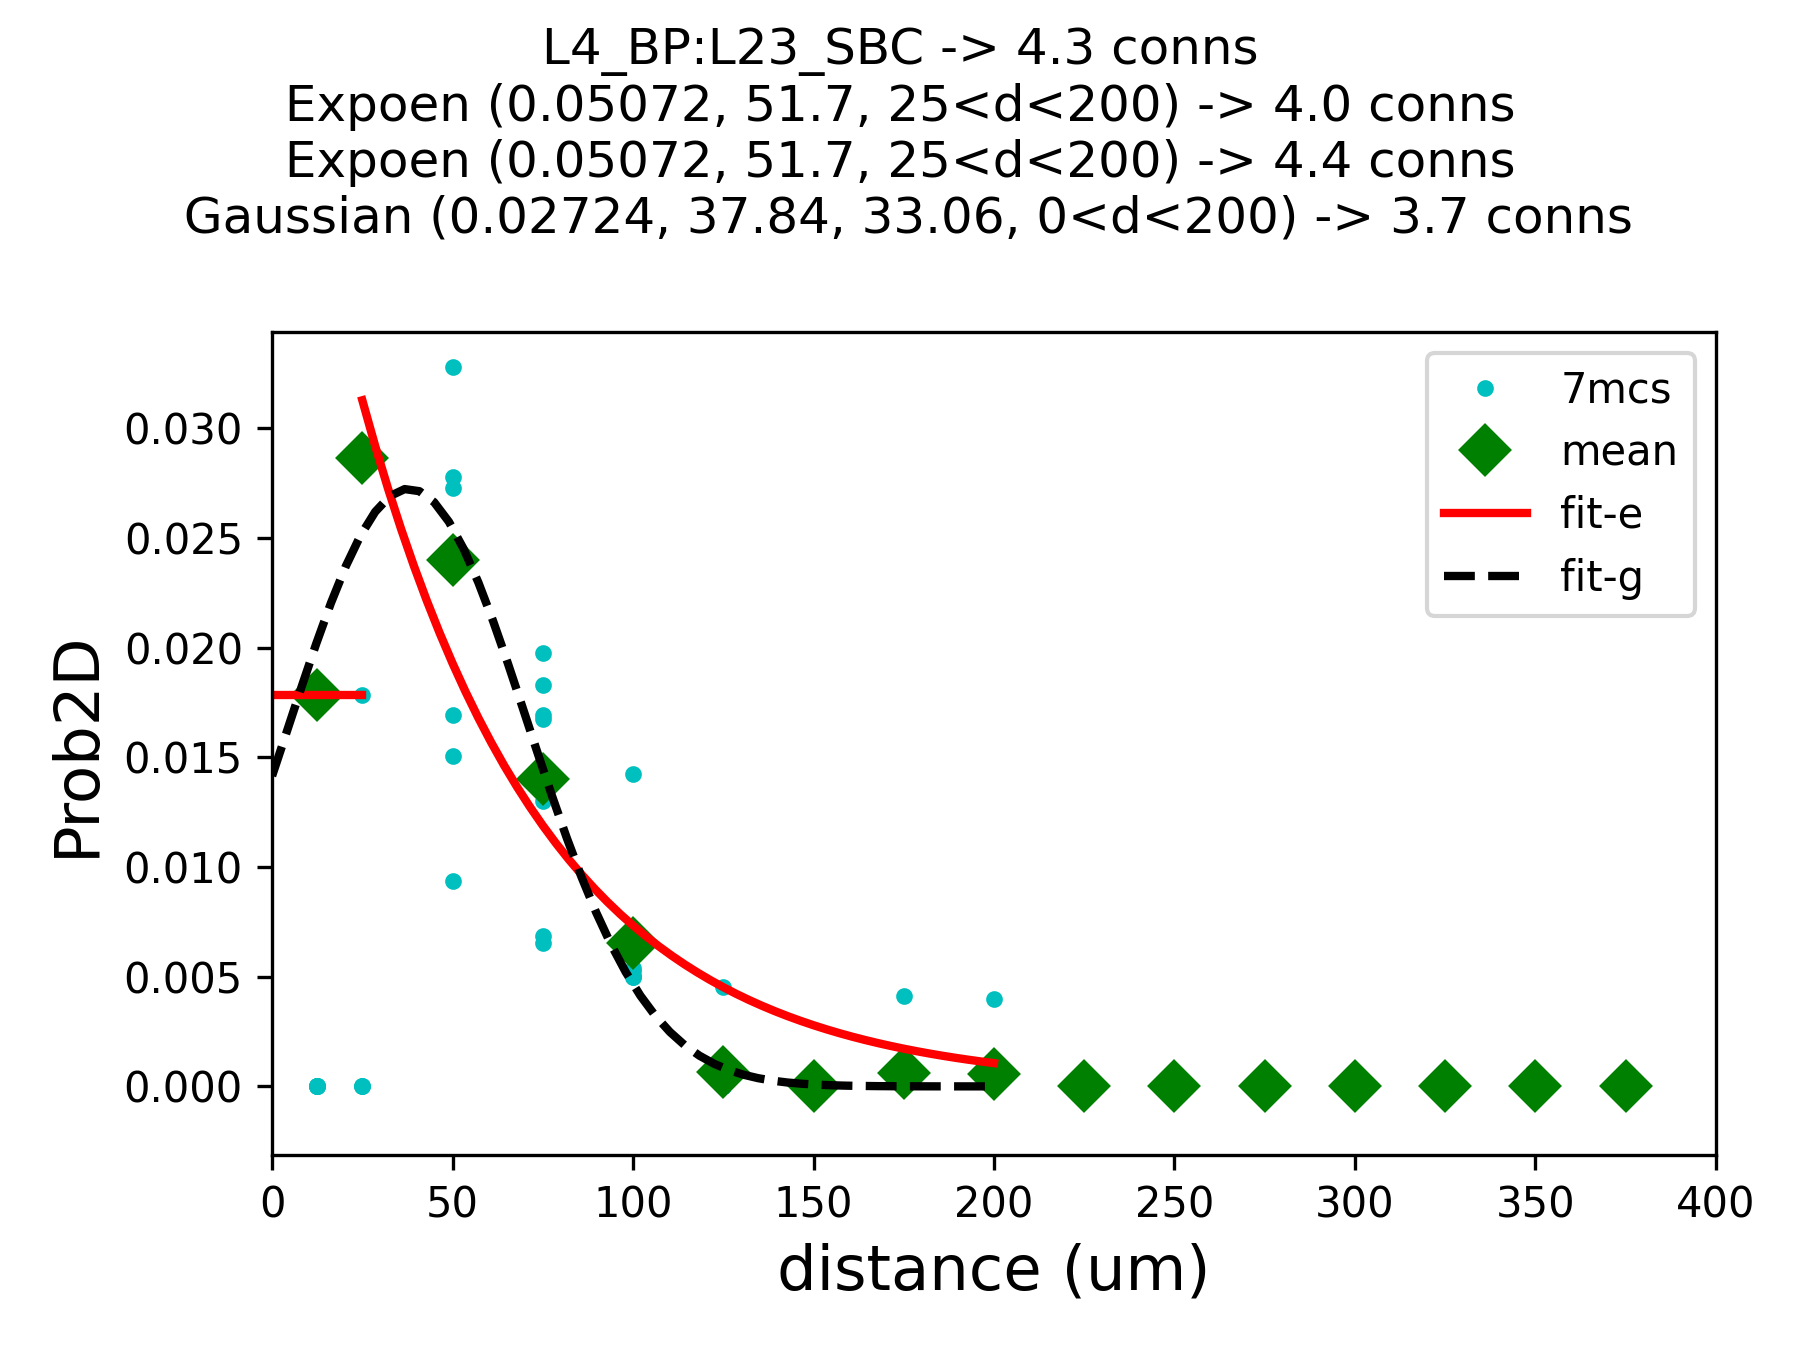 L4_BP:L23_SBC -> 4.3 conns
Expoen (0.05072, 51.7, 25<d<200) -> 4.0 conns
Expoen (0.05072, 51.7, 25<d<200) -> 4.4 conns
Gaussian (0.02724, 37.84, 33.06, 0<d<200) -> 3.7 conns
7mcs
mean
fit-e
fit-g
Prob2D
0.030
0.025
0.020
0.015
0.010
0.005
0.000
0 50 100 150 200 250 300 350 400
distance (um)